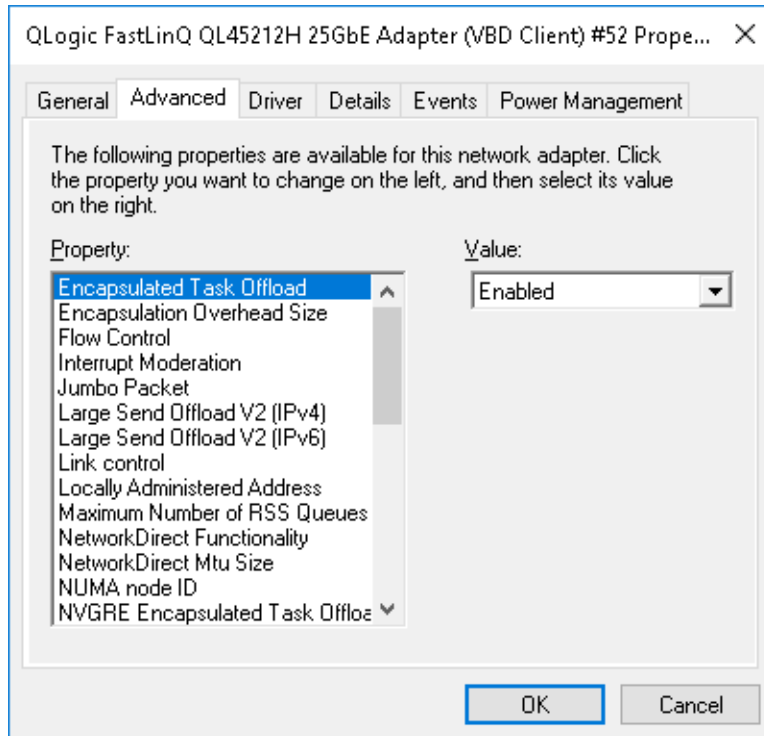 QLogic FastLinQ QL45212H 25GbE Adapter (VBD Client) #52 Prope...
General Advanced Driver Details Events Power Management
The following properties are available for this network adapter. Click
the property you want to change on the left, and then select its value
on the right.
Property:
Encapsulated Task Offload
Encapsulation Overhead Size
Flow Control
Interrupt Moderation
Jumbo Packet
Large Send Offload V2 (IPv4)
Large Send Offload V2 (IPv6)
Link control
Locally Administered Address
Maximum Number of RSS Queues
NetworkDirect Functionality
NetworkDirect Mtu Size
NUMA node ID
NVGRE Encapsulated Task Offloa
Value:
Enabled
OK Cancel